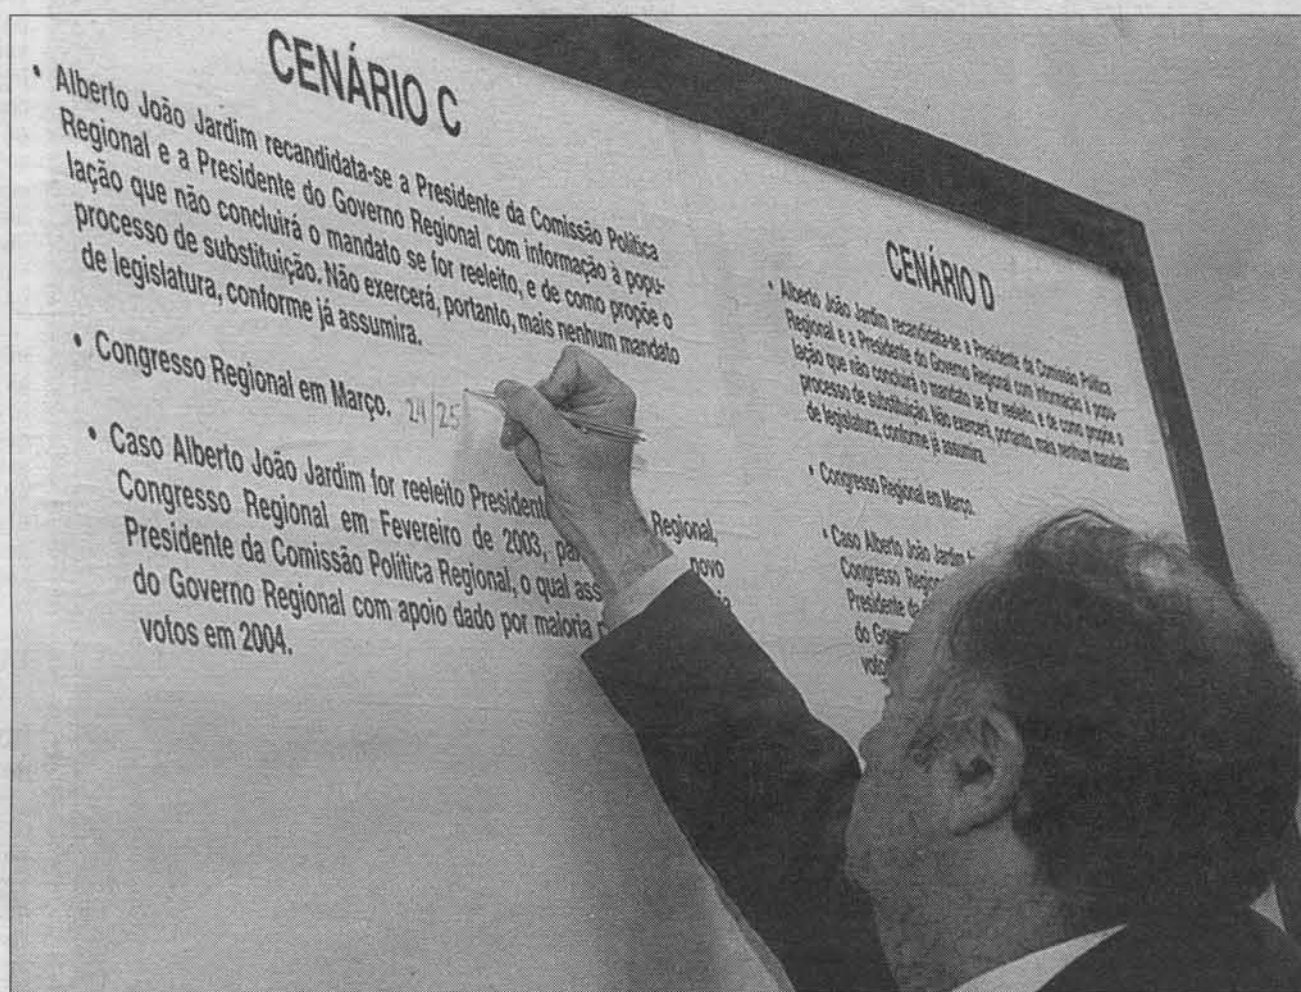 CENÁRIO C
• Alberto João Jardim recandidata-se a Presidente da Comissão Política
Regional e a Presidente do Governo Regional com informação à popu-
lação que não concluirá o mandato se for reeleito, e de como propõe o
processo de substituição. Não exercerá, portanto, mais nenhum mandato
de legislatura, conforme já assumira.
• Congresso Regional em Março. 24/25
• Caso Alberto João Jardim for reeleito Regional,
Congresso Regional em Fevereiro de 2003, novo
Presidente da Comissão Política Regional, o qual
do Governo Regional com apoio dado por maioria
votos em 2004.
CENÁRIO D
• Alberto João Jardim recandidata-se a Presidente da Comissão Política
Regional e a Presidente do Governo Regional com informação à popu-
lação que não concluirá o mandato se for reeleito, e de como propõe o
processo de substituição. Não exercerá, portanto, mais nenhum mandato
de legislatura, conforme já assumira.
• Congresso Regional em Março.
• Caso Alberto João Jardim
Congresso
Presidente
do